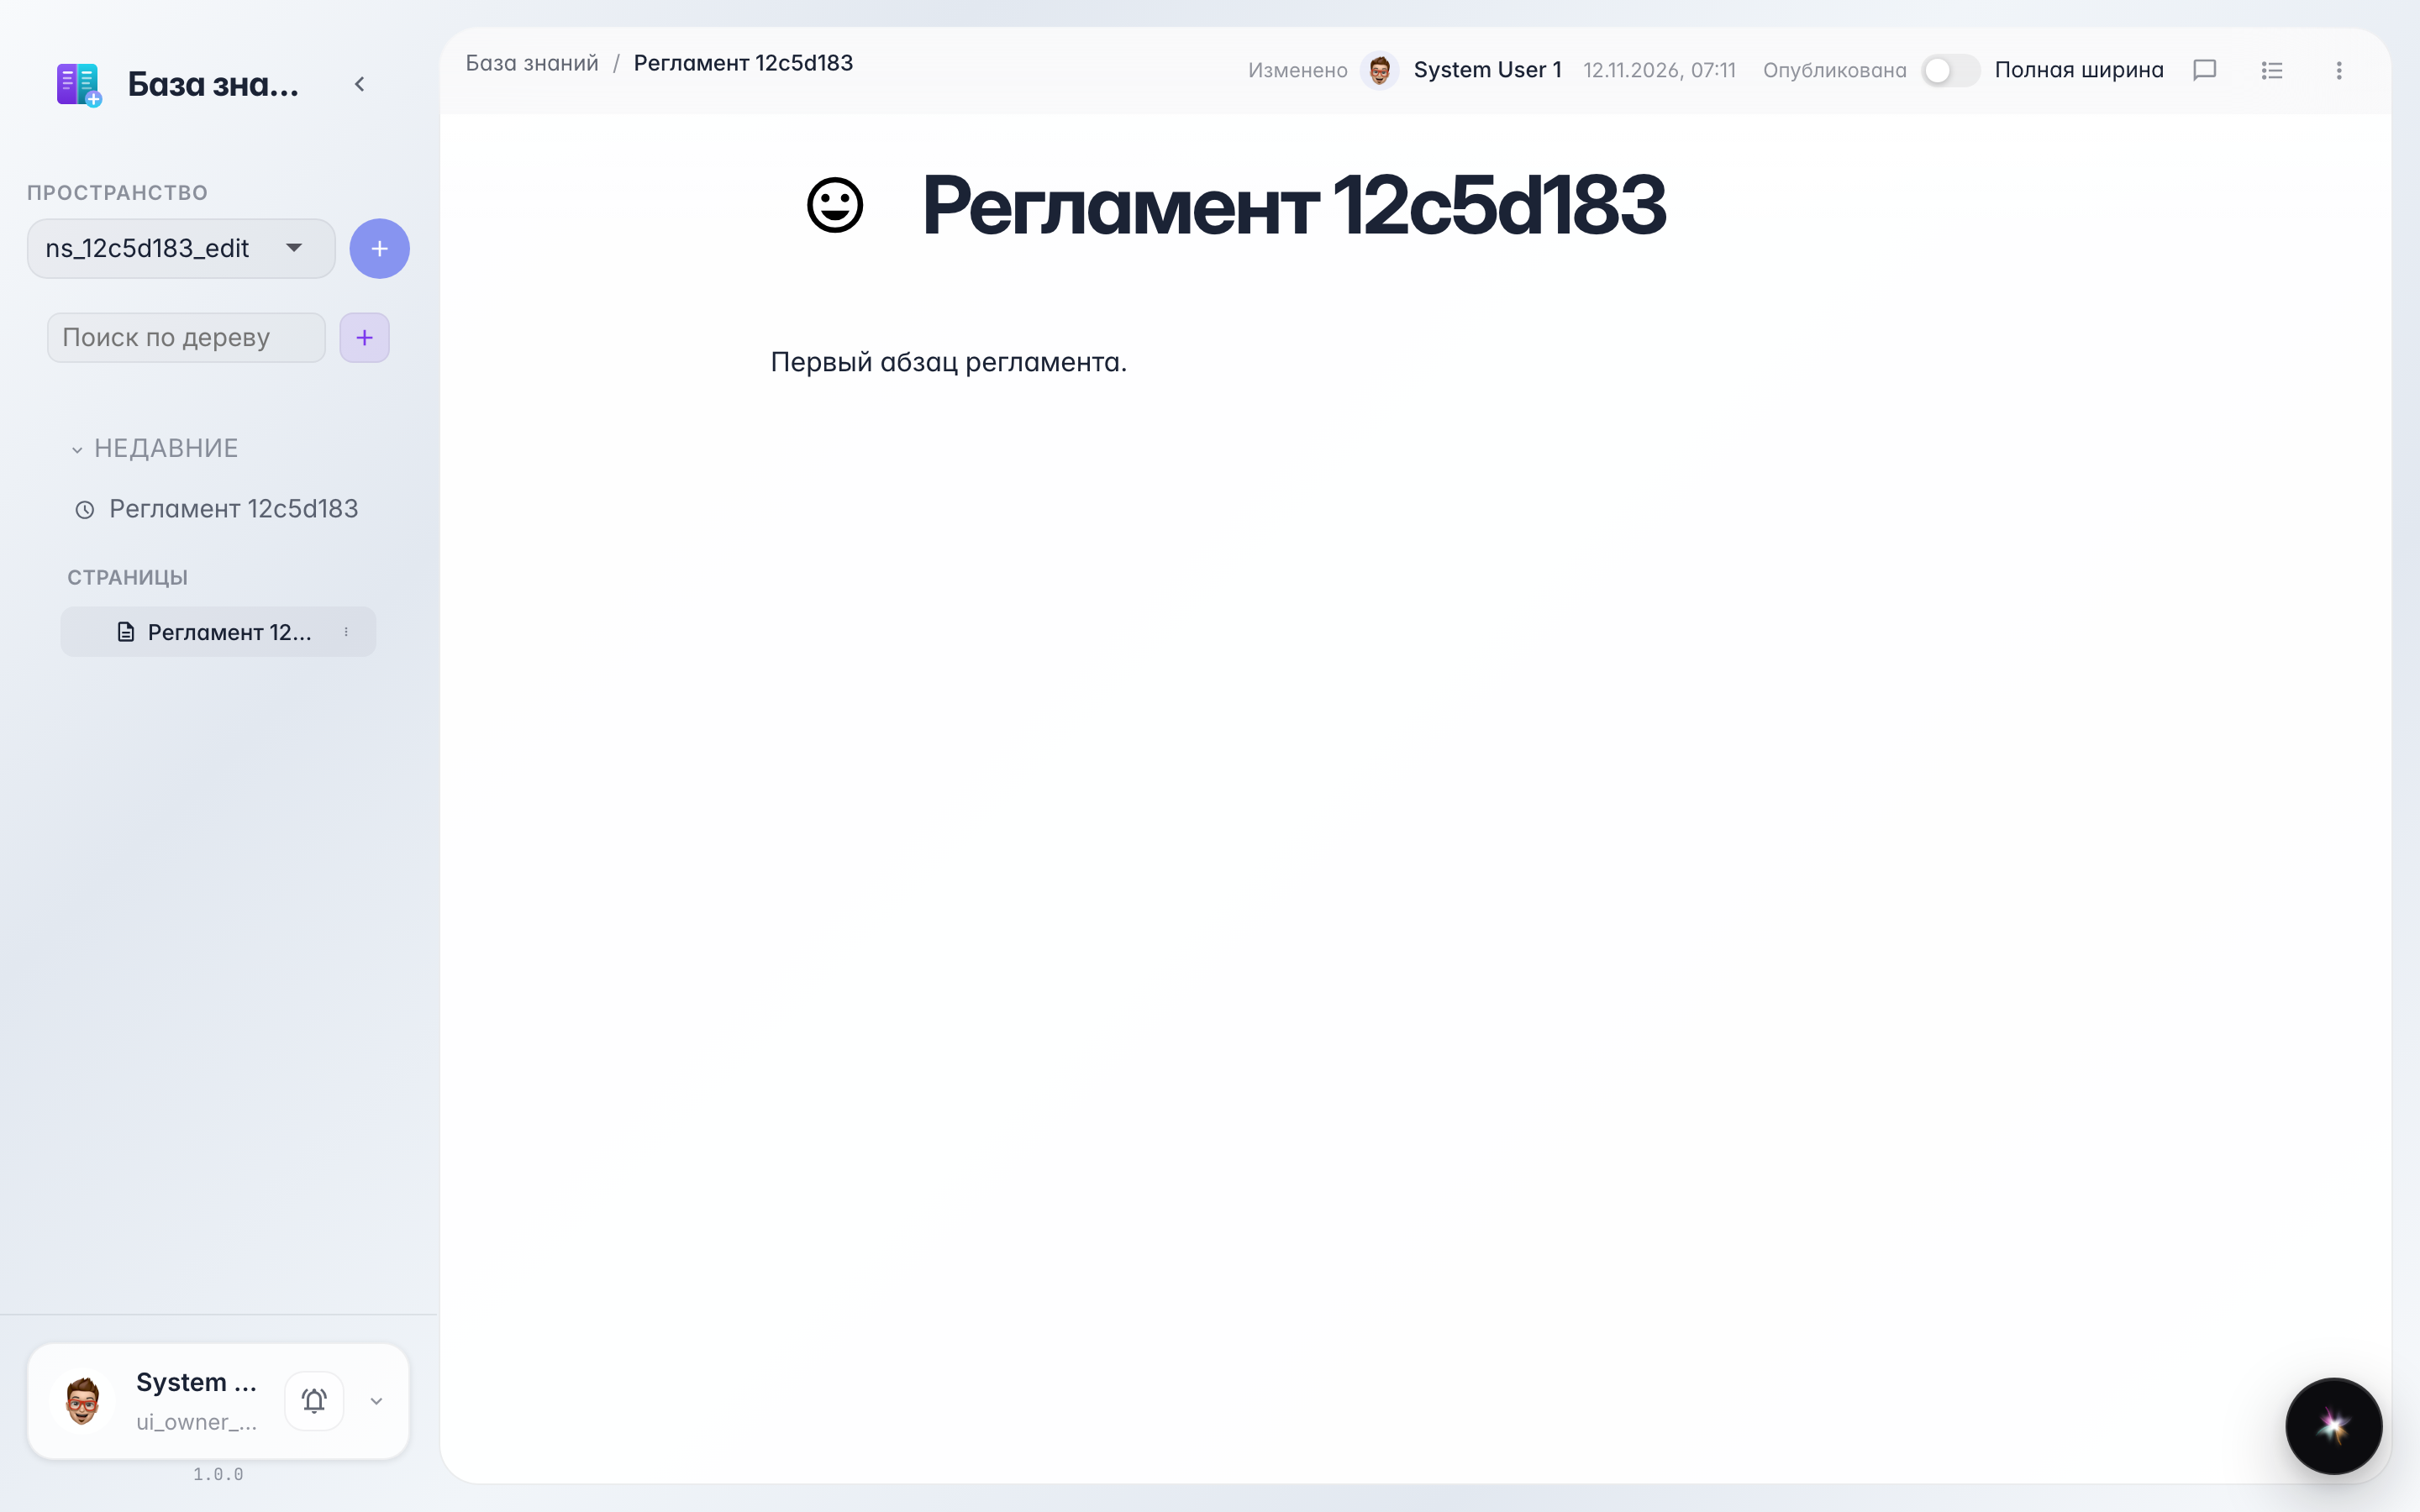 База зна...
ПРОСТРАНСТВО
ns_12c5d183_edit
Поиск по дереву
НЕДАВНИЕ
Регламент 12c5d183
СТРАНИЦЫ
Регламент 12...
System ...
ui_owner_...
1.0.0
База знаний / Регламент 12c5d183
Изменено System User 1 12.11.2026, 07:11 Опубликована Полная ширина
Регламент 12c5d183
Первый абзац регламента.